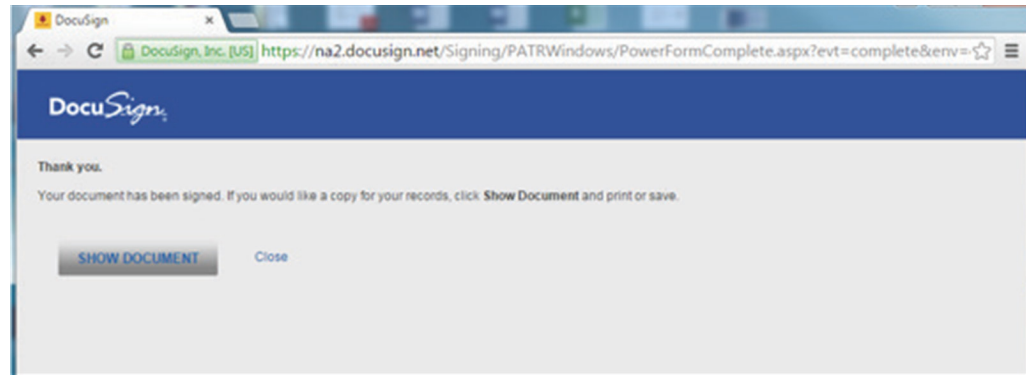 DocuSign
DocuSign, Inc. [US] https://na2.docusign.net/Signing/PATRWindows/PowerFormComplete.aspx?evt=complete&env=
DocuSign
Thank you.
Your document has been signed. If you would like a copy for your records, click Show Document and print or save.
SHOW DOCUMENT Close